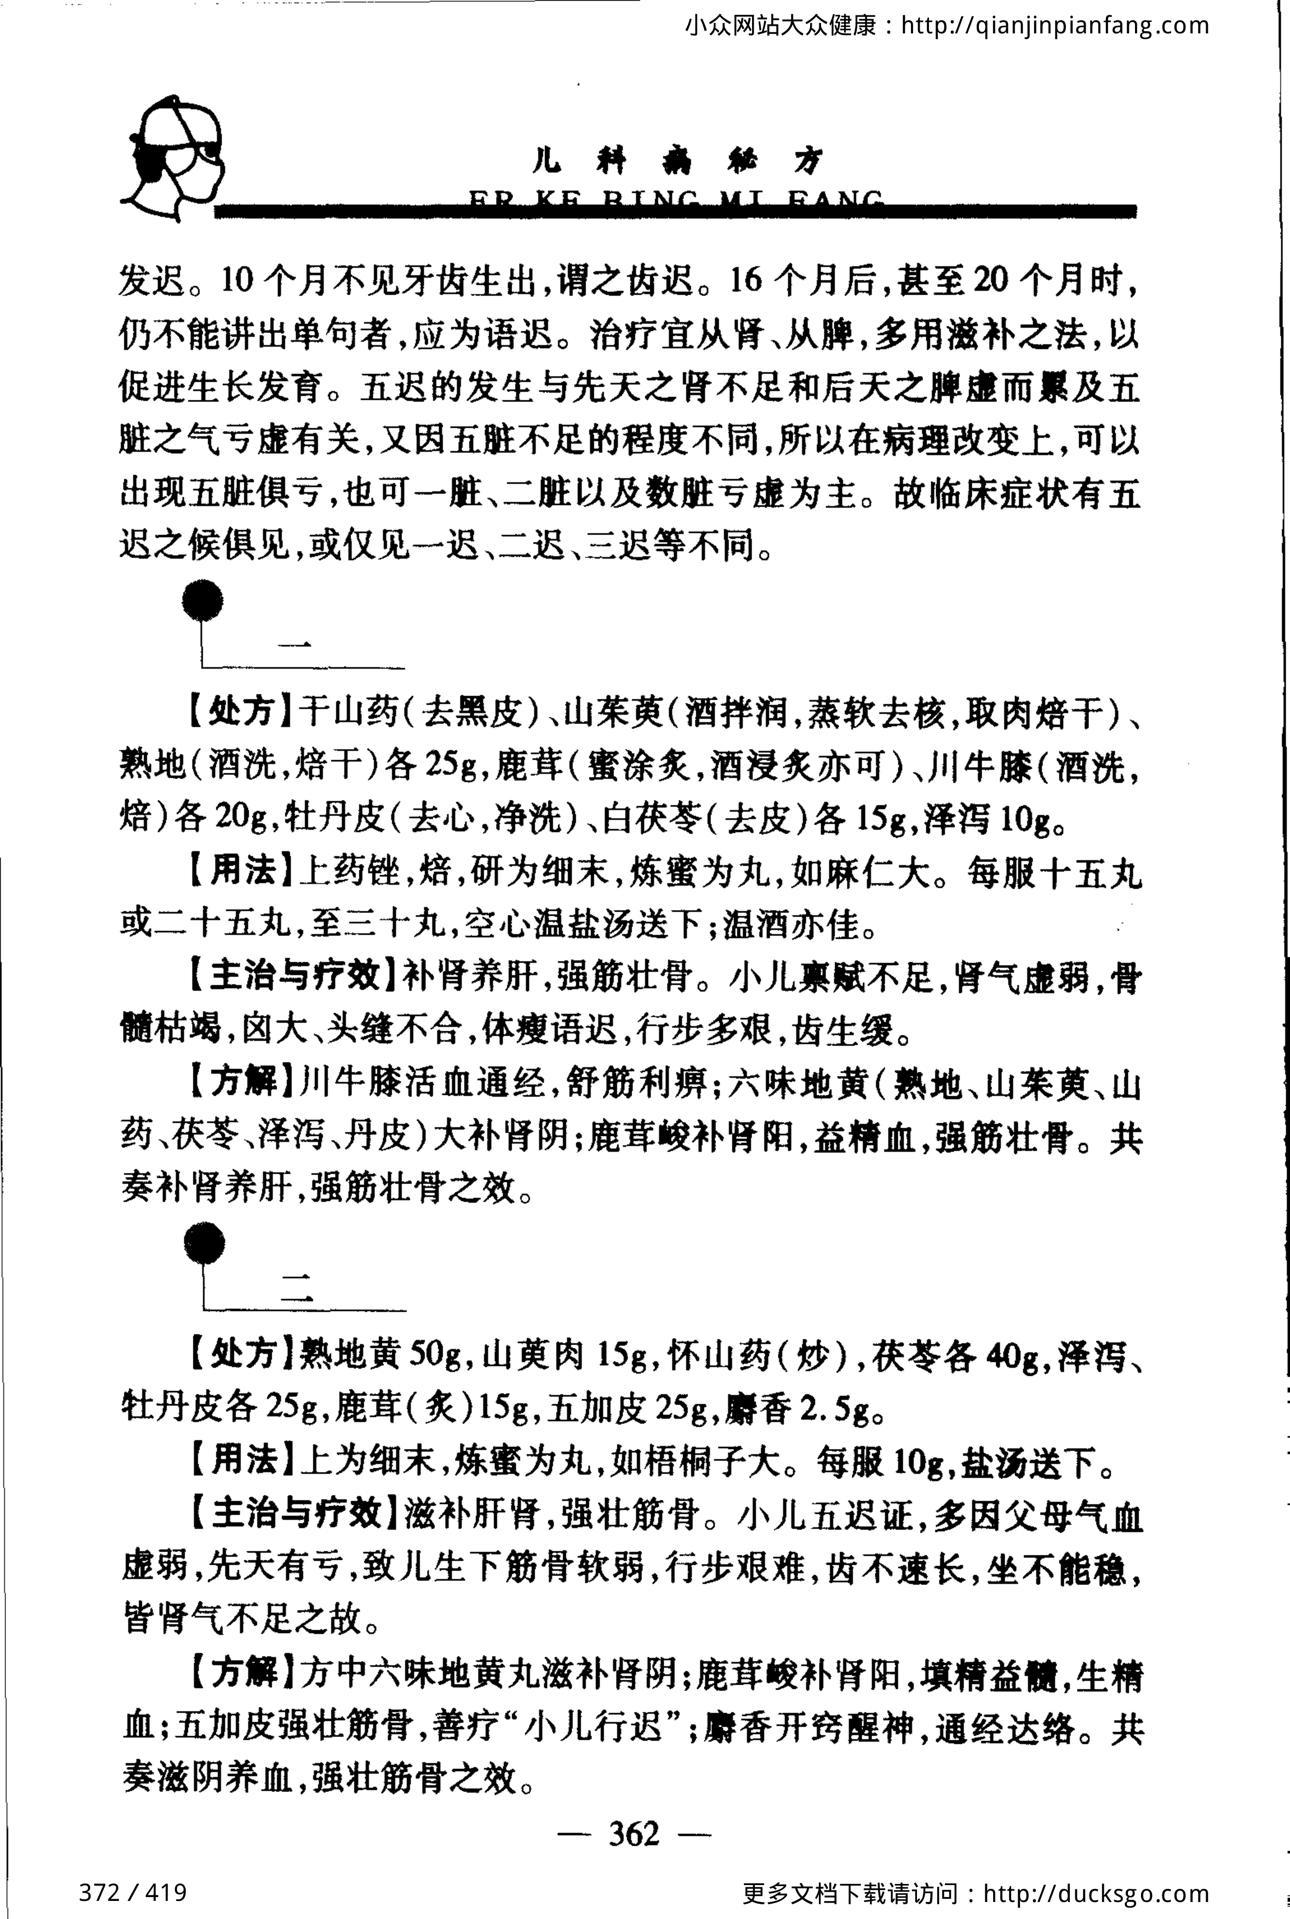 小众网站大众健康：http://qianjinpianfang.com
儿科病秘方
ER KE BING MI FANG
发迟。10个月不见牙齿生出,谓之齿迟。16个月后,甚至20个月时,
仍不能讲出单句者,应为语迟。治疗宜从肾、从脾,多用滋补之法,以
促进生长发育。五迟的发生与先天之肾不足和后天之脾虚而累及五
脏之气亏虚有关,又因五脏不足的程度不同,所以在病理改变上,可以
出现五脏俱亏,也可一脏、二脏以及数脏亏虚为主。故临床症状有五
迟之候俱见,或仅见一迟、二迟、三迟等不同。
一
【处方】干山药(去黑皮)、山茱萸(酒拌润,蒸软去核,取肉焙干)、
熟地(酒洗,焙干)各25g,鹿茸(蜜涂炙,酒浸炙亦可)、川牛膝(酒洗,
焙)各20g,牡丹皮(去心,净洗)、白茯苓(去皮)各15g,泽泻10g。
【用法】上药锉,焙,研为细末,炼蜜为丸,如麻仁大。每服十五丸
或二十五丸,至三十丸,空心温盐汤送下;温酒亦佳。
【主治与疗效】补肾养肝,强筋壮骨。小儿禀赋不足,肾气虚弱,骨
髓枯竭,囟大、头缝不合,体瘦语迟,行步多艰,齿生缓。
【方解】川牛膝活血通经,舒筋利痹;六味地黄(熟地、山茱萸、山
药、茯苓、泽泻、丹皮)大补肾阴;鹿茸峻补肾阳,益精血,强筋壮骨。共
奏补肾养肝,强筋壮骨之效。
二
【处方】熟地黄50g,山萸肉15g,怀山药(炒),茯苓各40g,泽泻、
牡丹皮各25g,鹿茸(炙)15g,五加皮25g,麝香2.5g。
【用法】上为细末,炼蜜为丸,如梧桐子大。每服10g,盐汤送下。
【主治与疗效】滋补肝肾,强壮筋骨。小儿五迟证,多因父母气血
虚弱,先天有亏,致儿生下筋骨软弱,行步艰难,齿不速长,坐不能稳,
皆肾气不足之故。
【方解】方中六味地黄丸滋补肾阴;鹿茸峻补肾阳,填精益髓,生精
血;五加皮强壮筋骨,善疗“小儿行迟”;麝香开窍醒神,通经达络。共
奏滋阴养血,强壮筋骨之效。
— 362 —
372 / 419
更多文档下载请访问：http://ducksgo.com